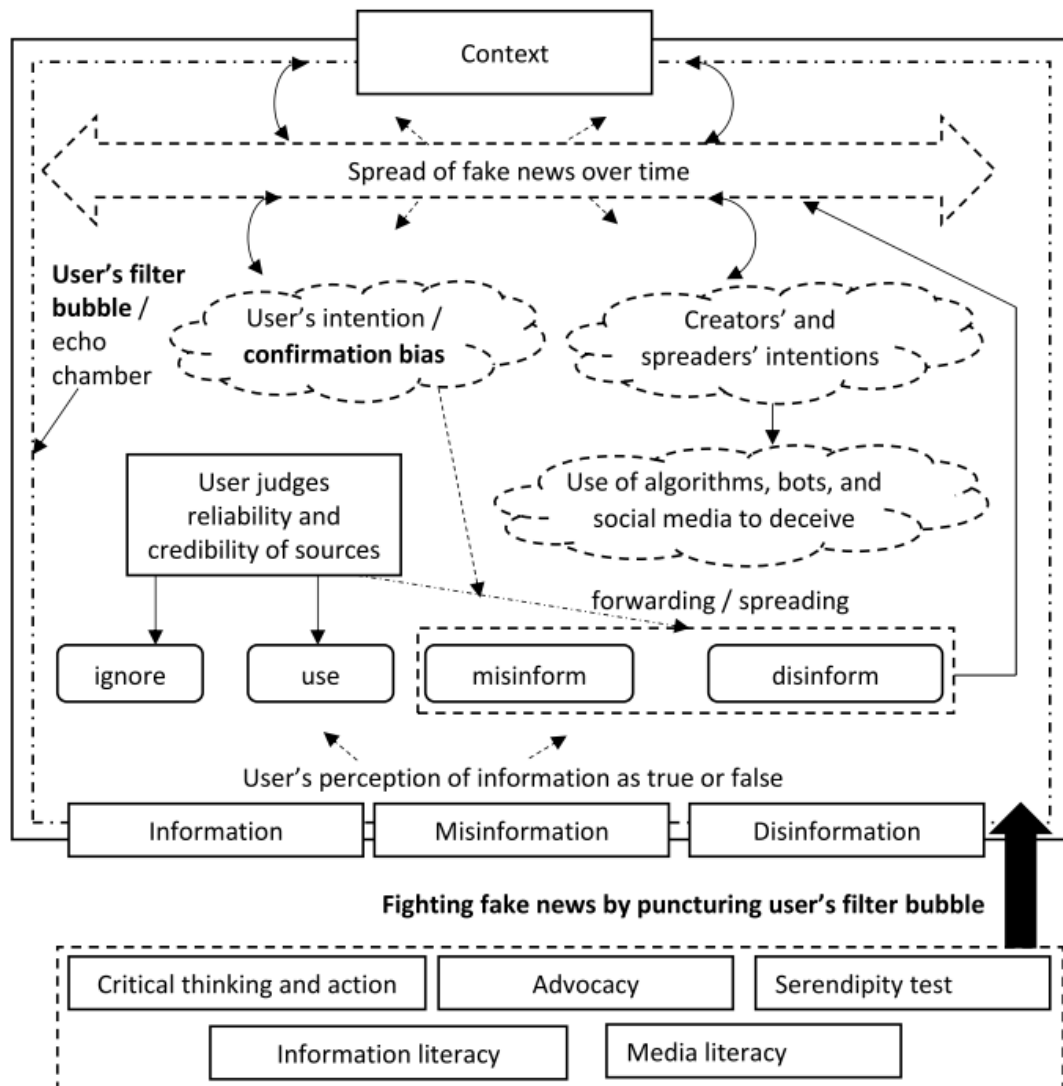 Context
Spread of fake news over time
User’s filter
bubble /
echo
chamber
User’s intention /
confirmation bias
Creators’ and
spreaders’ intentions
User judges
reliability and
credibility of sources
Use of algorithms, bots, and
social media to deceive
forwarding / spreading
ignore
use
misinform
disinform
User’s perception of information as true or false
Information
Misinformation
Disinformation
Fighting fake news by puncturing user’s filter bubble
Critical thinking and action
Advocacy
Serendipity test
Information literacy
Media literacy